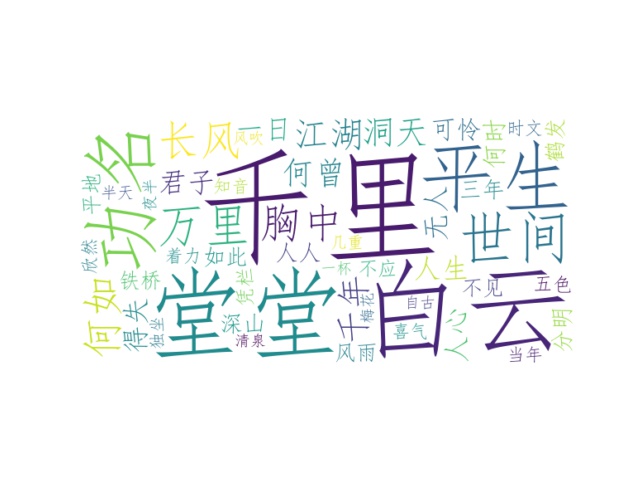 长风
风吹
一日
江湖
洞天
可怜
何时
时文
鹤发
功名
平地
半天
夜半
君子
知音
千里
何曾
平生
三年
无人
万里
胸中
世间
欣然
着力
如此
人人
几重
铁桥
凭栏
一杯
不应
人生
不见
五色
何如
得失
独坐
堂堂
深山
清泉
千年
梅花
白云
自古
喜气
人心
分明
风雨
当年